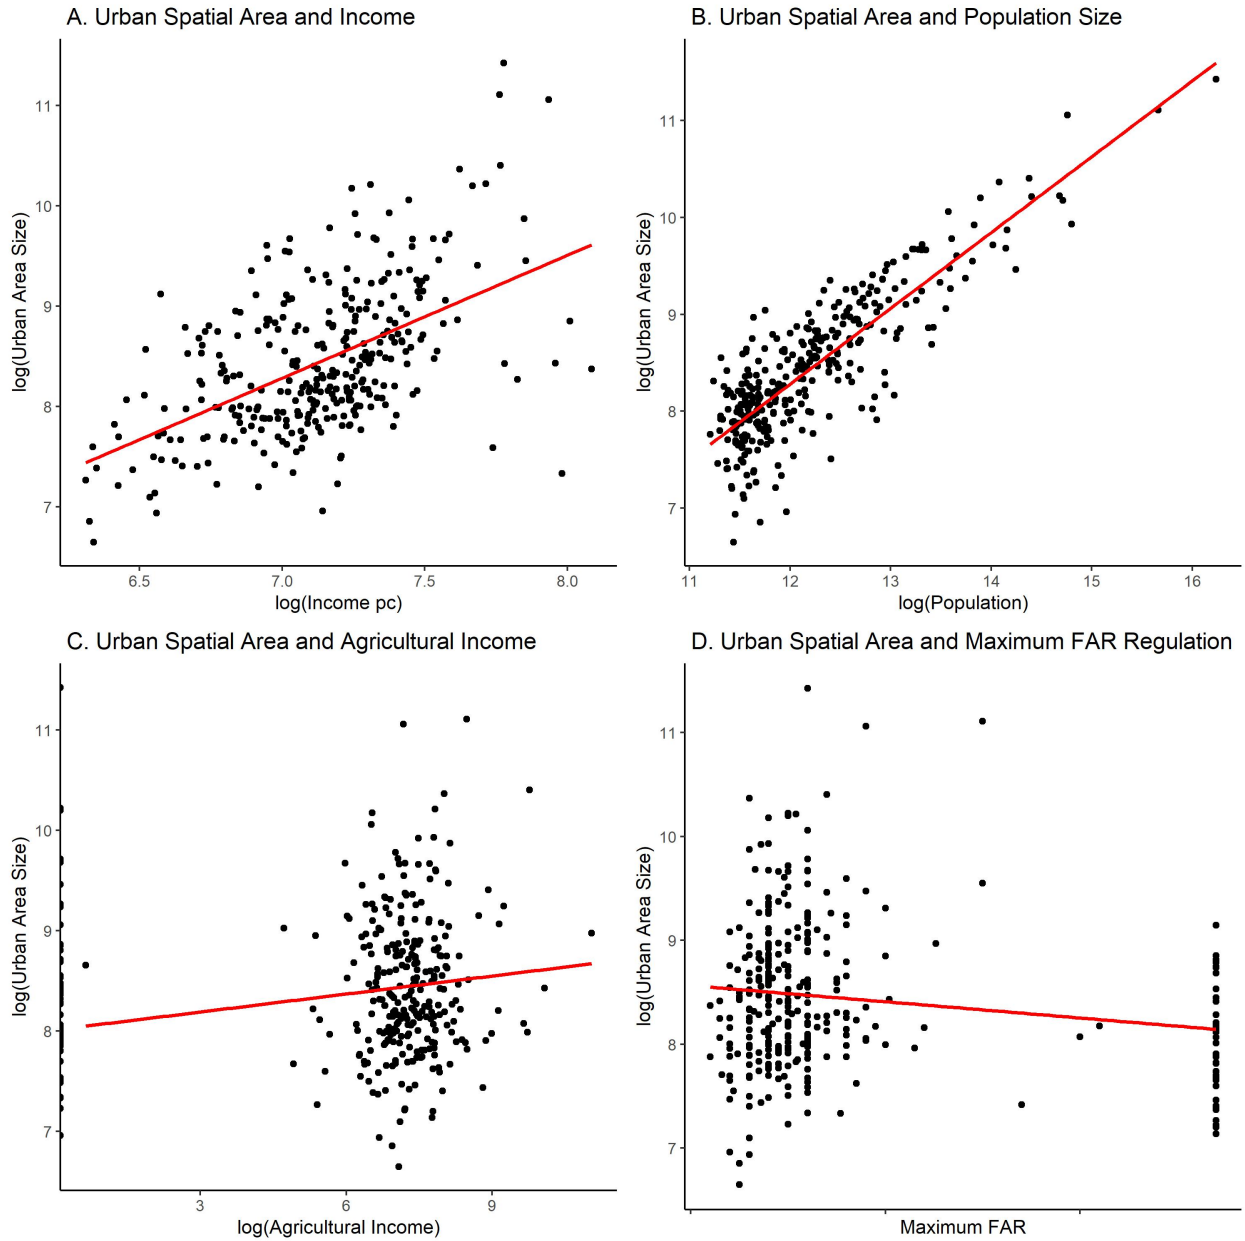 A. Urban Spatial Area and Income
log(Urban Area Size)
11
10
9
8
7
6.5 7.0 7.5 8.0
log(Income pc)
B. Urban Spatial Area and Population Size
log(Urban Area Size)
11
10
9
8
7
11 12 13 14 15 16
log(Population)
C. Urban Spatial Area and Agricultural Income
log(Urban Area Size)
11
10
9
8
7
3 6 9
log(Agricultural Income)
D. Urban Spatial Area and Maximum FAR Regulation
log(Urban Area Size)
11
10
9
8
7
Maximum FAR